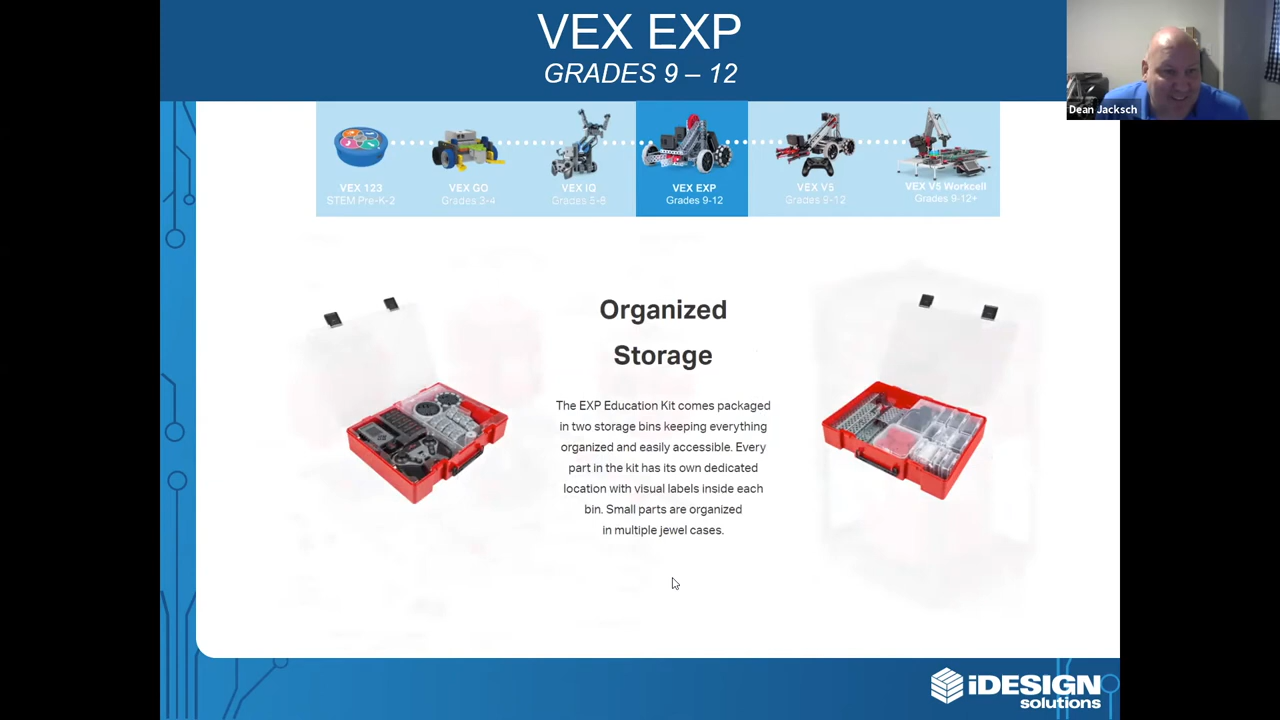 VEX EXP
GRADES 9 – 12
Dean Jacksch
VEX 123
STEM Pre-K-2
VEX GO
Grades 3-4
VEX IQ
Grades 5-8
VEX EXP
Grades 9-12
VEX V5
Grades 9-12
VEX V5 Workcell
Grades 9-12+
Organized
Storage
The EXP Education Kit comes packaged
in two storage bins keeping everything
organized and easily accessible. Every
part in the kit has its own dedicated
location with visual labels inside each
bin. Small parts are organized
in multiple jewel cases.
iDESIGN
solutions